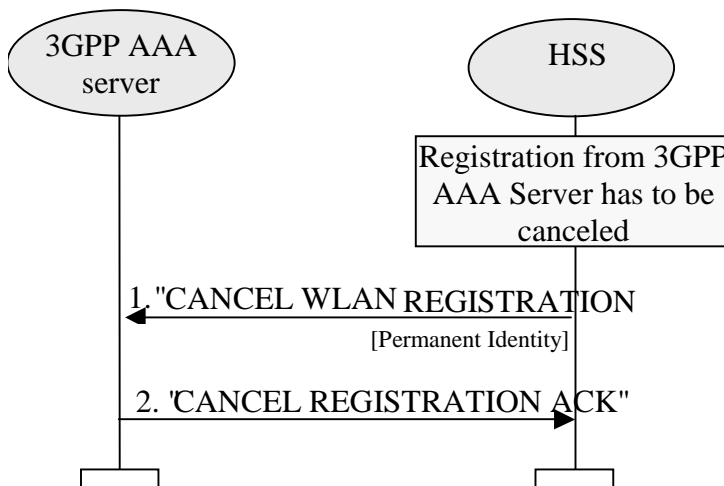 3GPP AAA
server
HSS
Registration from 3GPP
AAA Server has to be
canceled
1. "CANCEL WLAN REGISTRATION
[Permanent Identity]
2. "CANCEL REGISTRATION ACK"